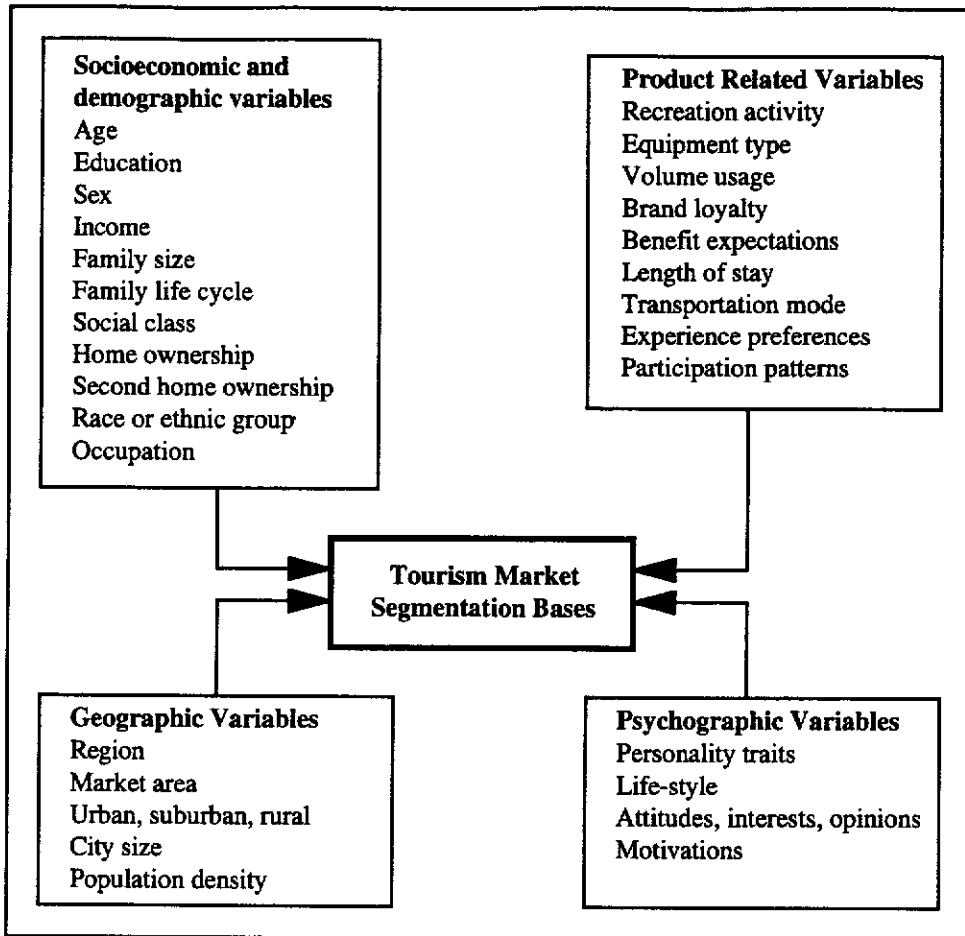 Socioeconomic and
demographic variables
Age
Education
Sex
Income
Family size
Family life cycle
Social class
Home ownership
Second home ownership
Race or ethnic group
Occupation
Product Related Variables
Recreation activity
Equipment type
Volume usage
Brand loyalty
Benefit expectations
Length of stay
Transportation mode
Experience preferences
Participation patterns
Tourism Market
Segmentation Bases
Geographic Variables
Region
Market area
Urban, suburban, rural
City size
Population density
Psychographic Variables
Personality traits
Life-style
Attitudes, interests, opinions
Motivations